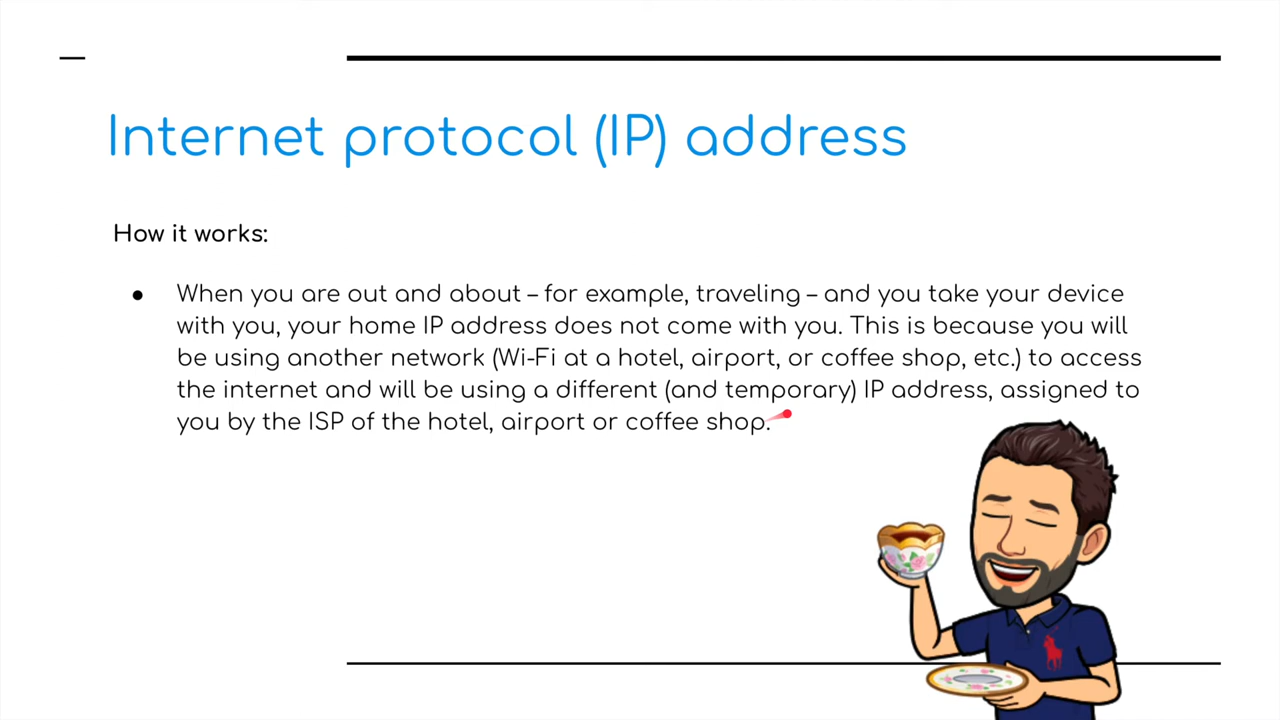 Internet protocol (IP) address
How it works:
● When you are out and about – for example, traveling – and you take your device
with you, your home IP address does not come with you. This is because you will
be using another network (Wi-Fi at a hotel, airport, or coffee shop, etc.) to access
the internet and will be using a different (and temporary) IP address, assigned to
you by the ISP of the hotel, airport or coffee shop.